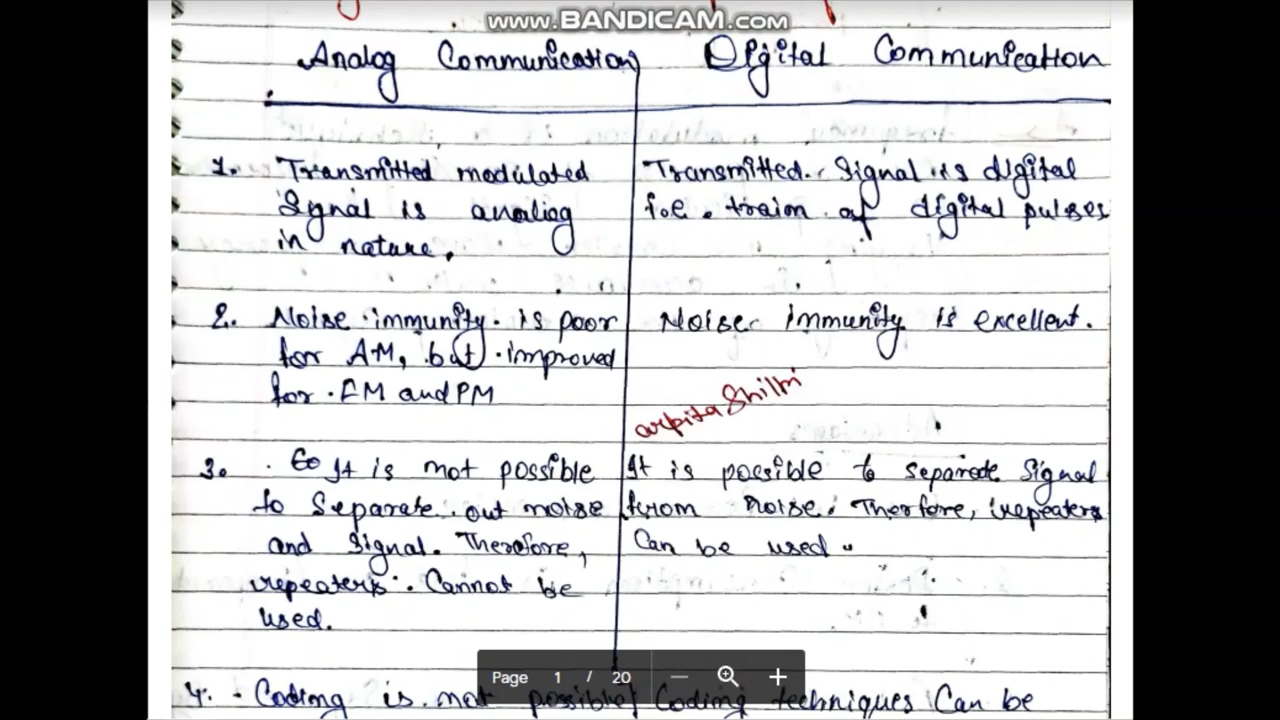 www.BANDICAM.com
Analog Communication
Digital Communication
1. Transmitted modulated
Signal is analog
in nature.
Transmitted Signal is digital
i.e. train of digital pulses
2. Noise immunity is poor
for AM, but improved
for FM and PM
Noise immunity is excellent.
arpita Shilhi
3. It is not possible
to Separate out noise
and Signal. Therefore,
repeaters Cannot be
used.
It is possible to separate Signal
from noise. Therfore, repeaters
Can be used.
4. Coding is not possible
Coding techniques Can be
Page 1 / 20